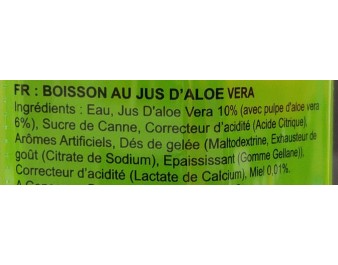 FR : BOISSON AU JUS D'ALOE VERA
Ingrédients : Eau, Jus D'aloe Vera 10% (avec pulpe d'aloe vera
6%), Sucre de Canne, Correcteur d'acidité (Acide Citrique),
Arômes Artificiels, Dés de gelée (Maltodextrine, Exhausteur de
goût (Citrate de Sodium), Epaississant (Gomme Gellane)),
Correcteur d'acidité (Lactate de Calcium), Miel 0.01%.